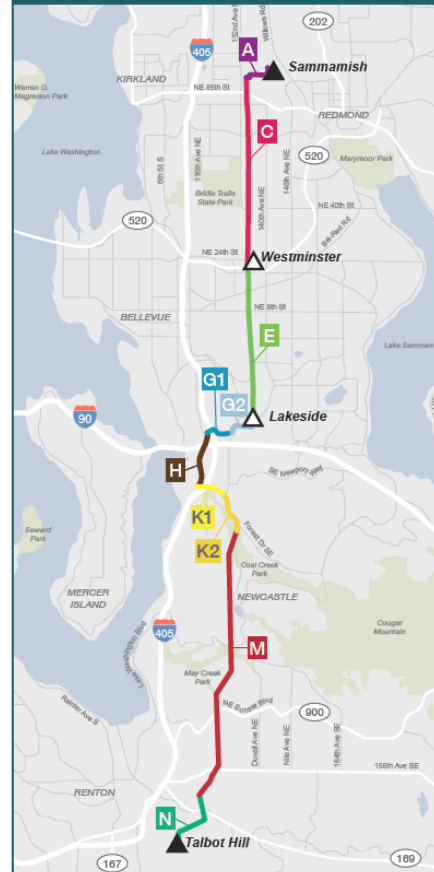 202
132nd Ave NE
Willows Rd
405
A
Sammamish
KIRKLAND
Warren G.
Magnuson Park
NE 85th St
REDMOND
Lake Washington
6th St S
116th Ave NE
C
148th Ave NE
520
Marymoor Park
Bridle Trails
State Park
140th Ave NE
NE 40th St
Bel-Red Rd
520
NE 24th St
Westminster
NE 8th St
BELLEVUE
E
Lake Sammam
G1
G2
Lakeside
90
H
SE Newport Way
K1
Seward
Park
K2
Forest Dr SE
Coal Creek
Park
MERCER
ISLAND
NEWCASTLE
Cougar
Mountain
405
Lake Washington Blvd
M
May Creek
Park
Rainier Ave S
NE Sunset Blvd
900
Duvall Ave NE
Nile Ave NE
164th Ave SE
156th Ave SE
RENTON
N
Talbot Hill
167
169